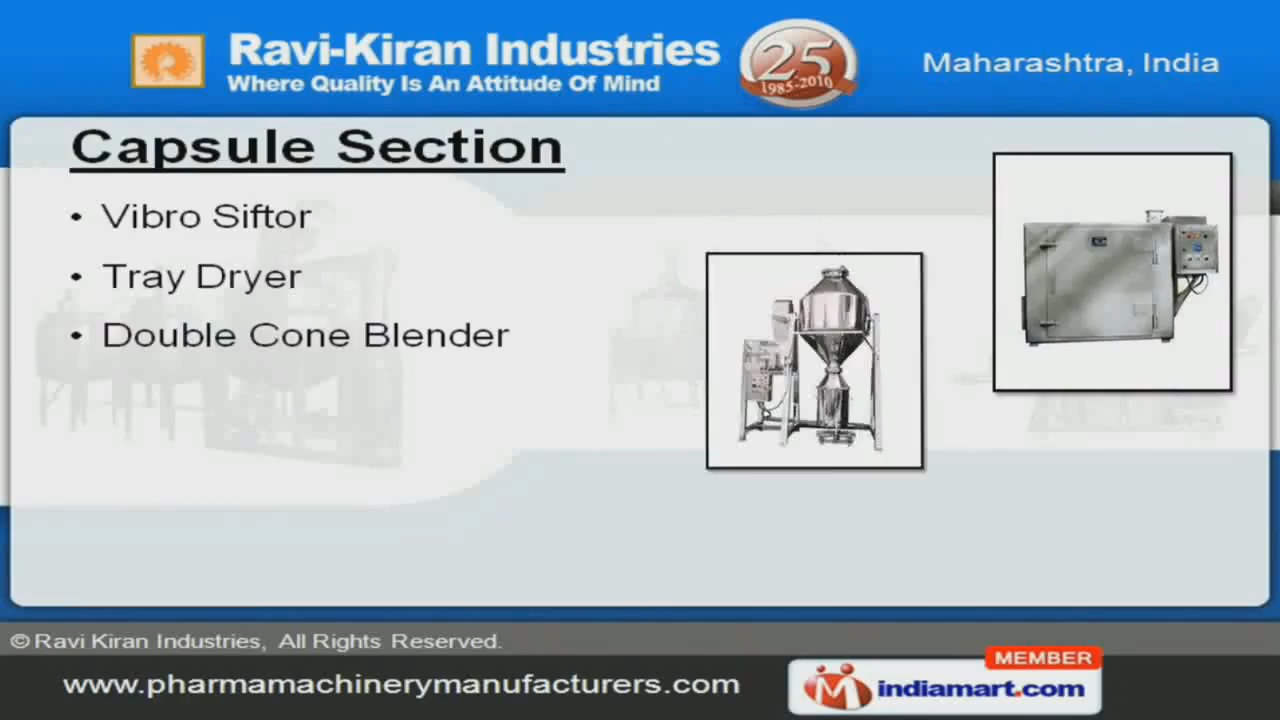 Ravi-Kiran Industries
Where Quality Is An Attitude Of Mind
25
1985-2010
Maharashtra, India
Capsule Section
• Vibro Siftor
• Tray Dryer
• Double Cone Blender
© Ravi Kiran Industries, All Rights Reserved.
www.pharmamachinerymanufacturers.com
MEMBER
indiamart.com